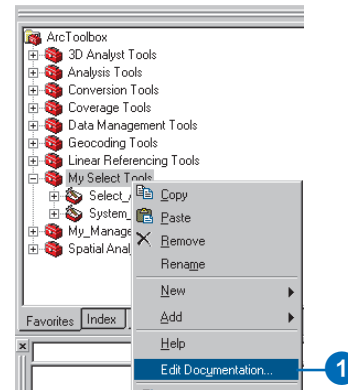 ArcToolbox
3D Analyst Tools
Analysis Tools
Conversion Tools
Coverage Tools
Data Management Tools
Geocoding Tools
Linear Referencing Tools
My Select Tools
Select_
System_
My_Manage
Spatial Anal
Copy
Paste
Remove
Rename
New
Add
Help
Edit Documentation...
1
Favorites
Index